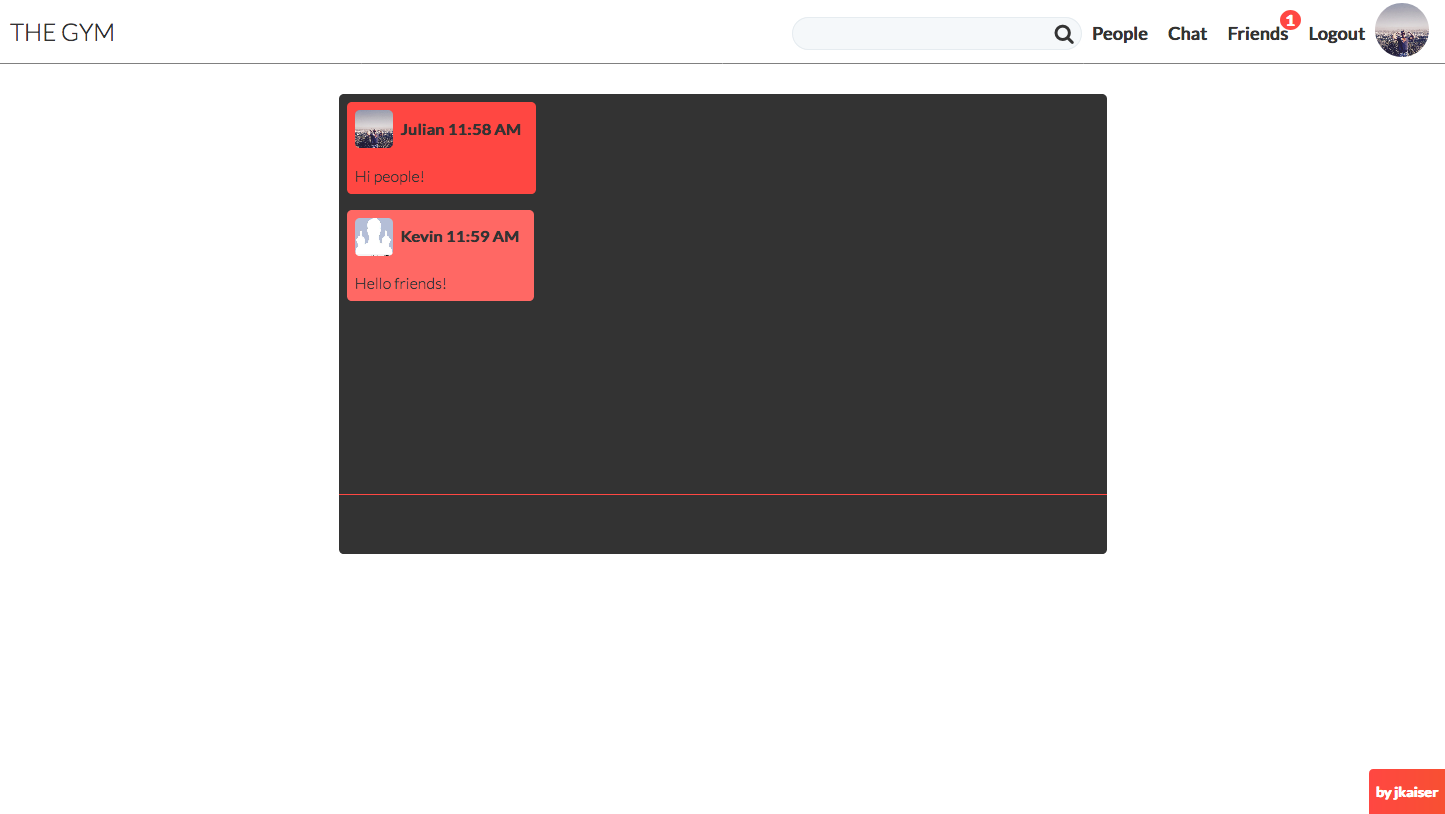 THE GYM
People Chat Friends 1 Logout
Julian 11:58 AM
Hi people!
Kevin 11:59 AM
Hello friends!
by jkaiser